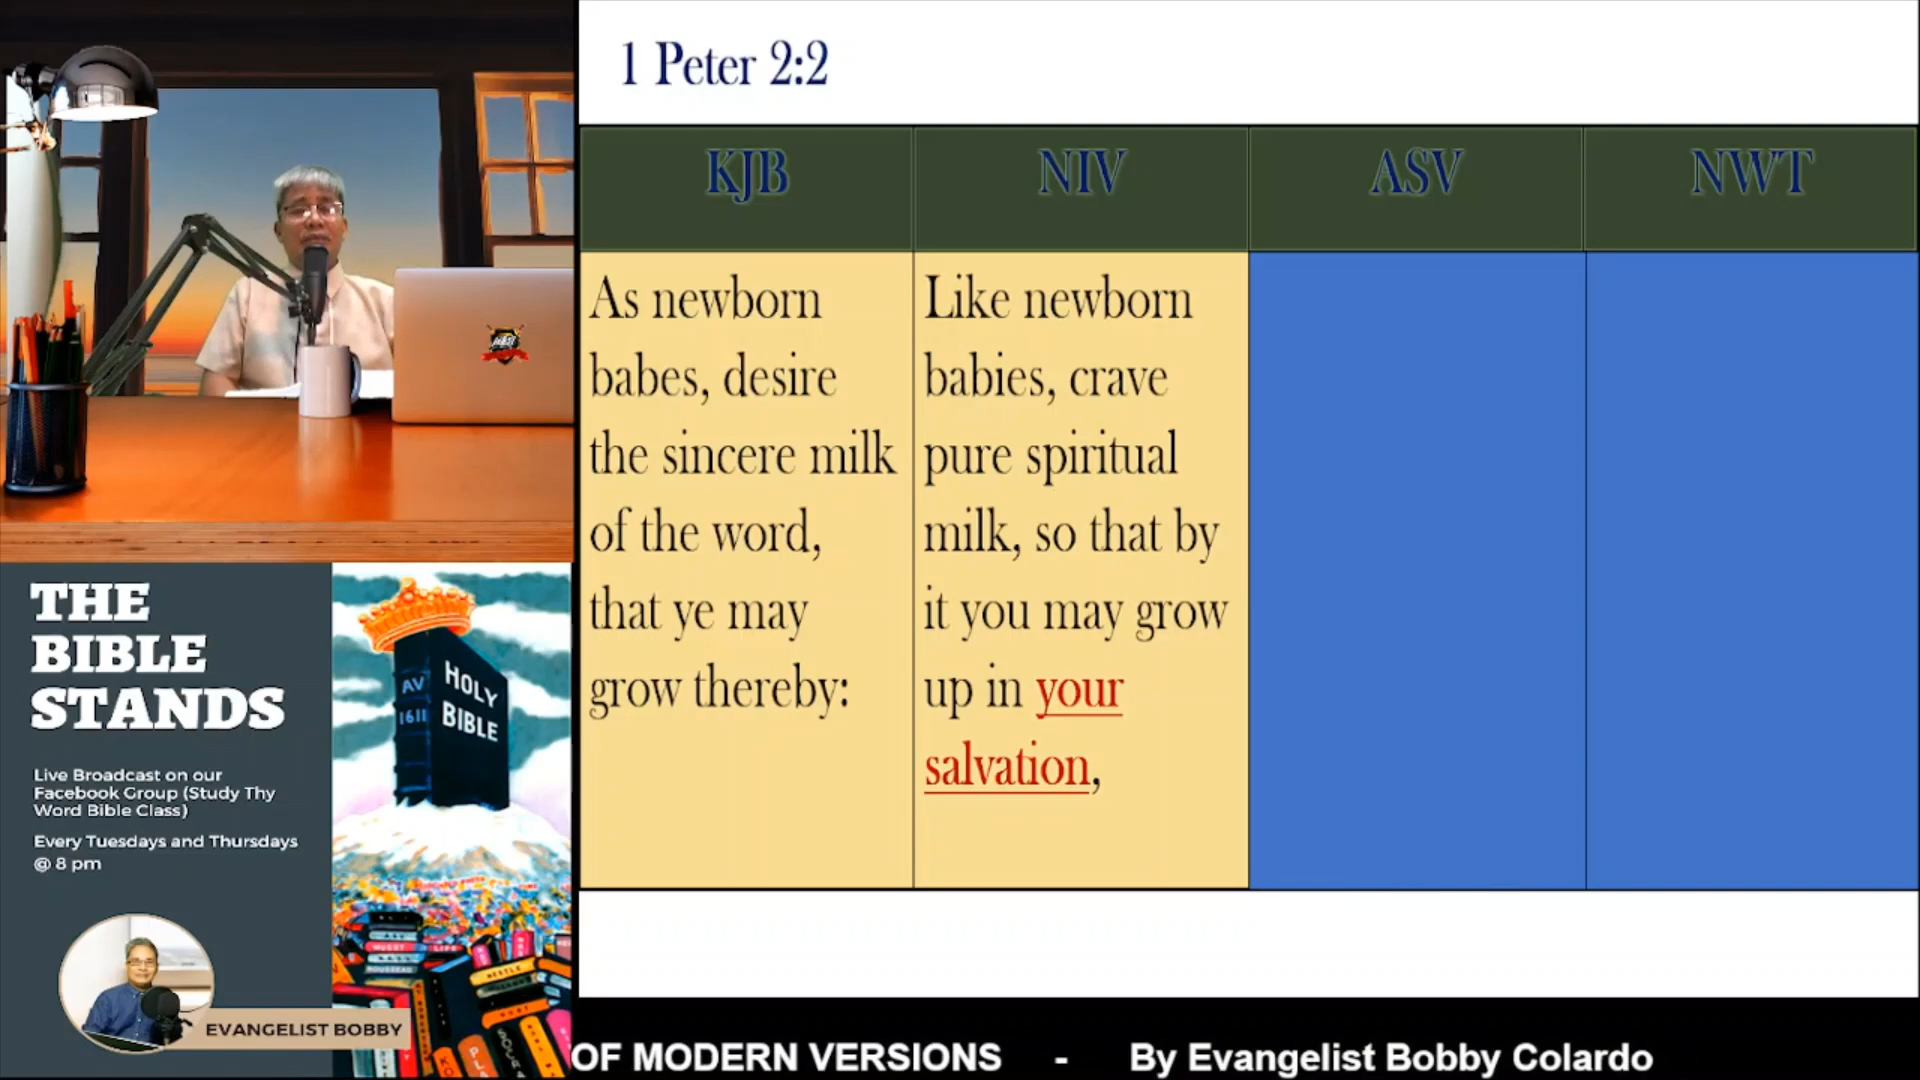 1 Peter 2:2
KJB
NIV
ASV
NWT
As newborn
babes, desire
the sincere milk
of the word,
that ye may
grow thereby:
Like newborn
babies, crave
pure spiritual
milk, so that by
it you may grow
up in your
salvation,
THE
BIBLE
STANDS
Live Broadcast on our
Facebook Group (Study Thy
Word Bible Class)
Every Tuesdays and Thursdays
@ 8 pm
EVANGELIST BOBBY
AV
1611
HOLY
BIBLE
OF MODERN VERSIONS - By Evangelist Bobby Colardo